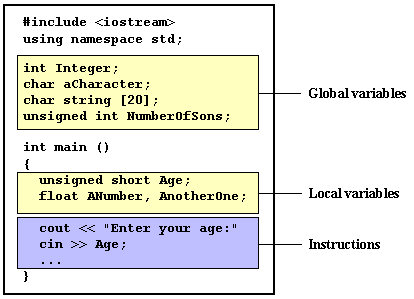 #include <iostream>
using namespace std;
int Integer;
char aCharacter;
char string [20];
unsigned int NumberOfSons;
Global variables
int main ()
{
unsigned short Age;
float ANumber, AnotherOne;
Local variables
cout << "Enter your age:"
cin >> Age;
...
Instructions
}